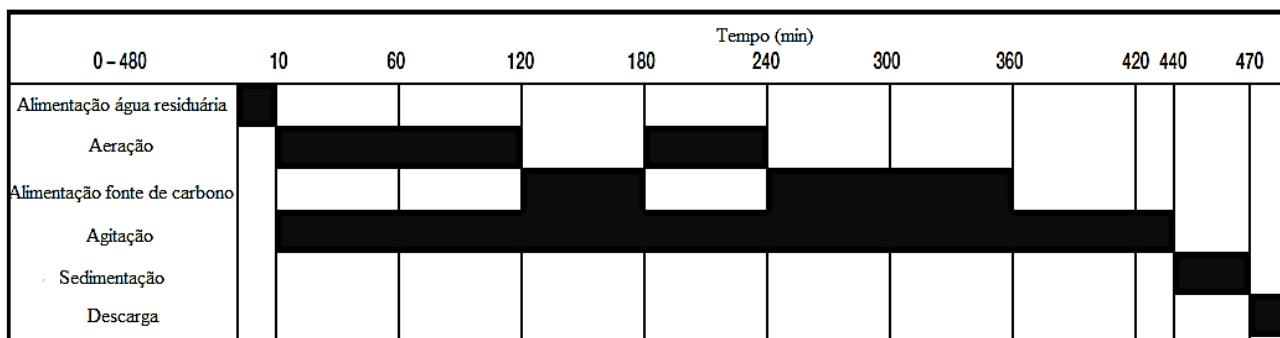 Tempo (min)
0 – 480 10 60 120 180 240 300 360 420 440 470
Alimentação água residuária
Aeração
Alimentação fonte de carbono
Agitação
Sedimentação
Descarga